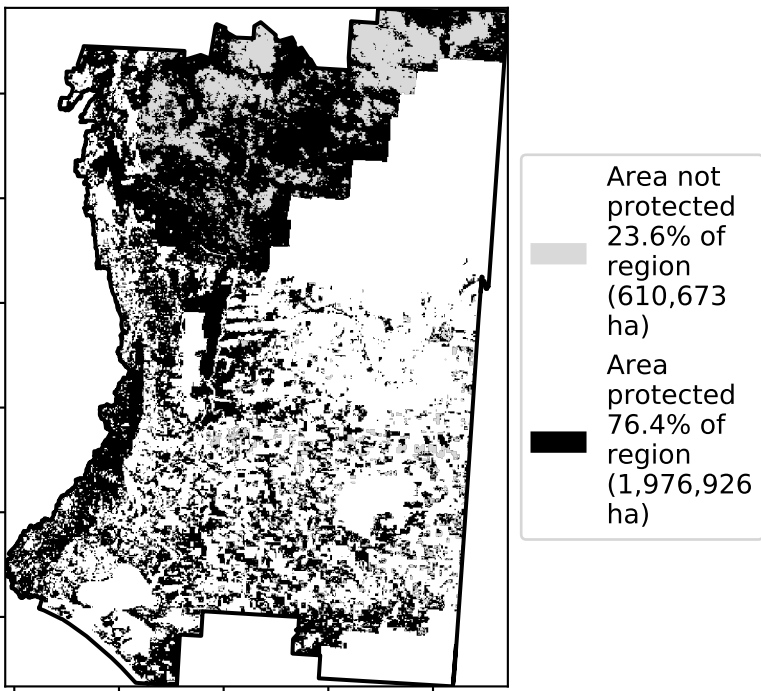 Area not
protected
23.6% of
region
(610,673
ha)
Area
protected
76.4% of
region
(1,976,926
ha)